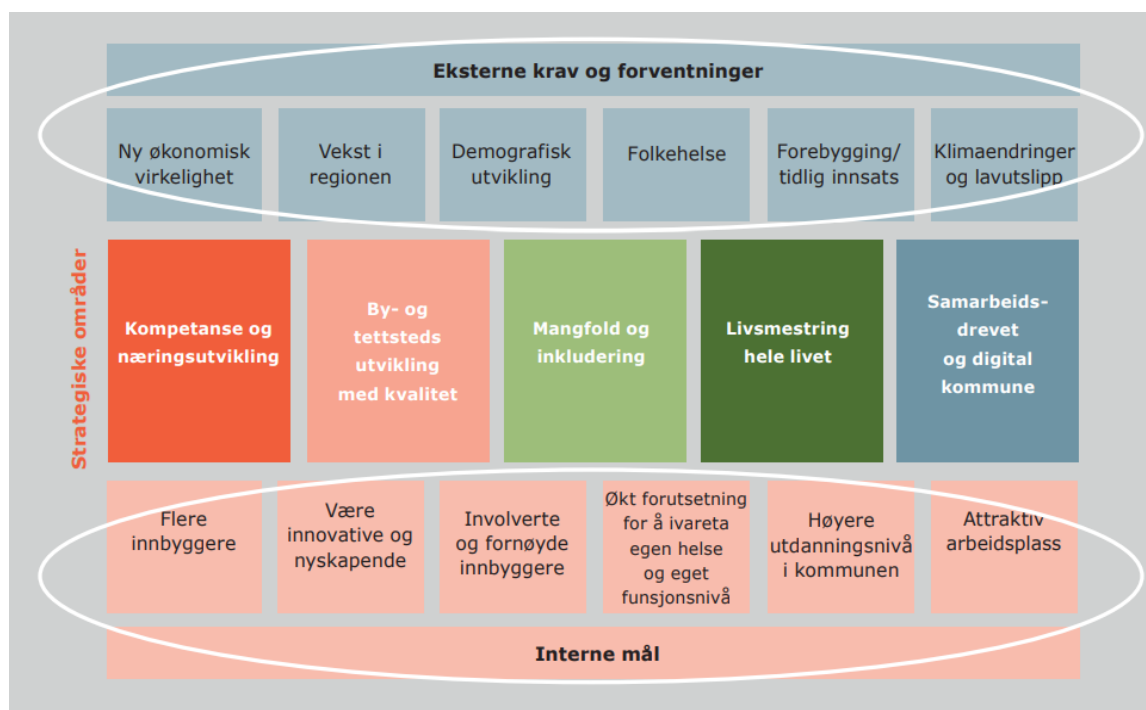 Eksterne krav og forventninger
Ny økonomisk
virkelighet
Vekst i
regionen
Demografisk
utvikling
Folkehelse
Forebygging/
tidlig innsats
Klimaendringer
og lavutslipp
Strategiske områder
Kompetanse og
næringsutvikling
By- og
tettsteds
utvikling
med kvalitet
Mangfold og
inkludering
Livsmestring
hele livet
Samarbeids-
drevet
og digital
kommune
Flere
innbyggere
Være
innovative og
nyskapende
Involverte
og fornøyde
innbyggere
Økt forutsetning
for å ivareta
egen helse
og eget
funsjonsnivå
Høyere
utdanningsnivå
i kommunen
Attraktiv
arbeidsplass
Interne mål